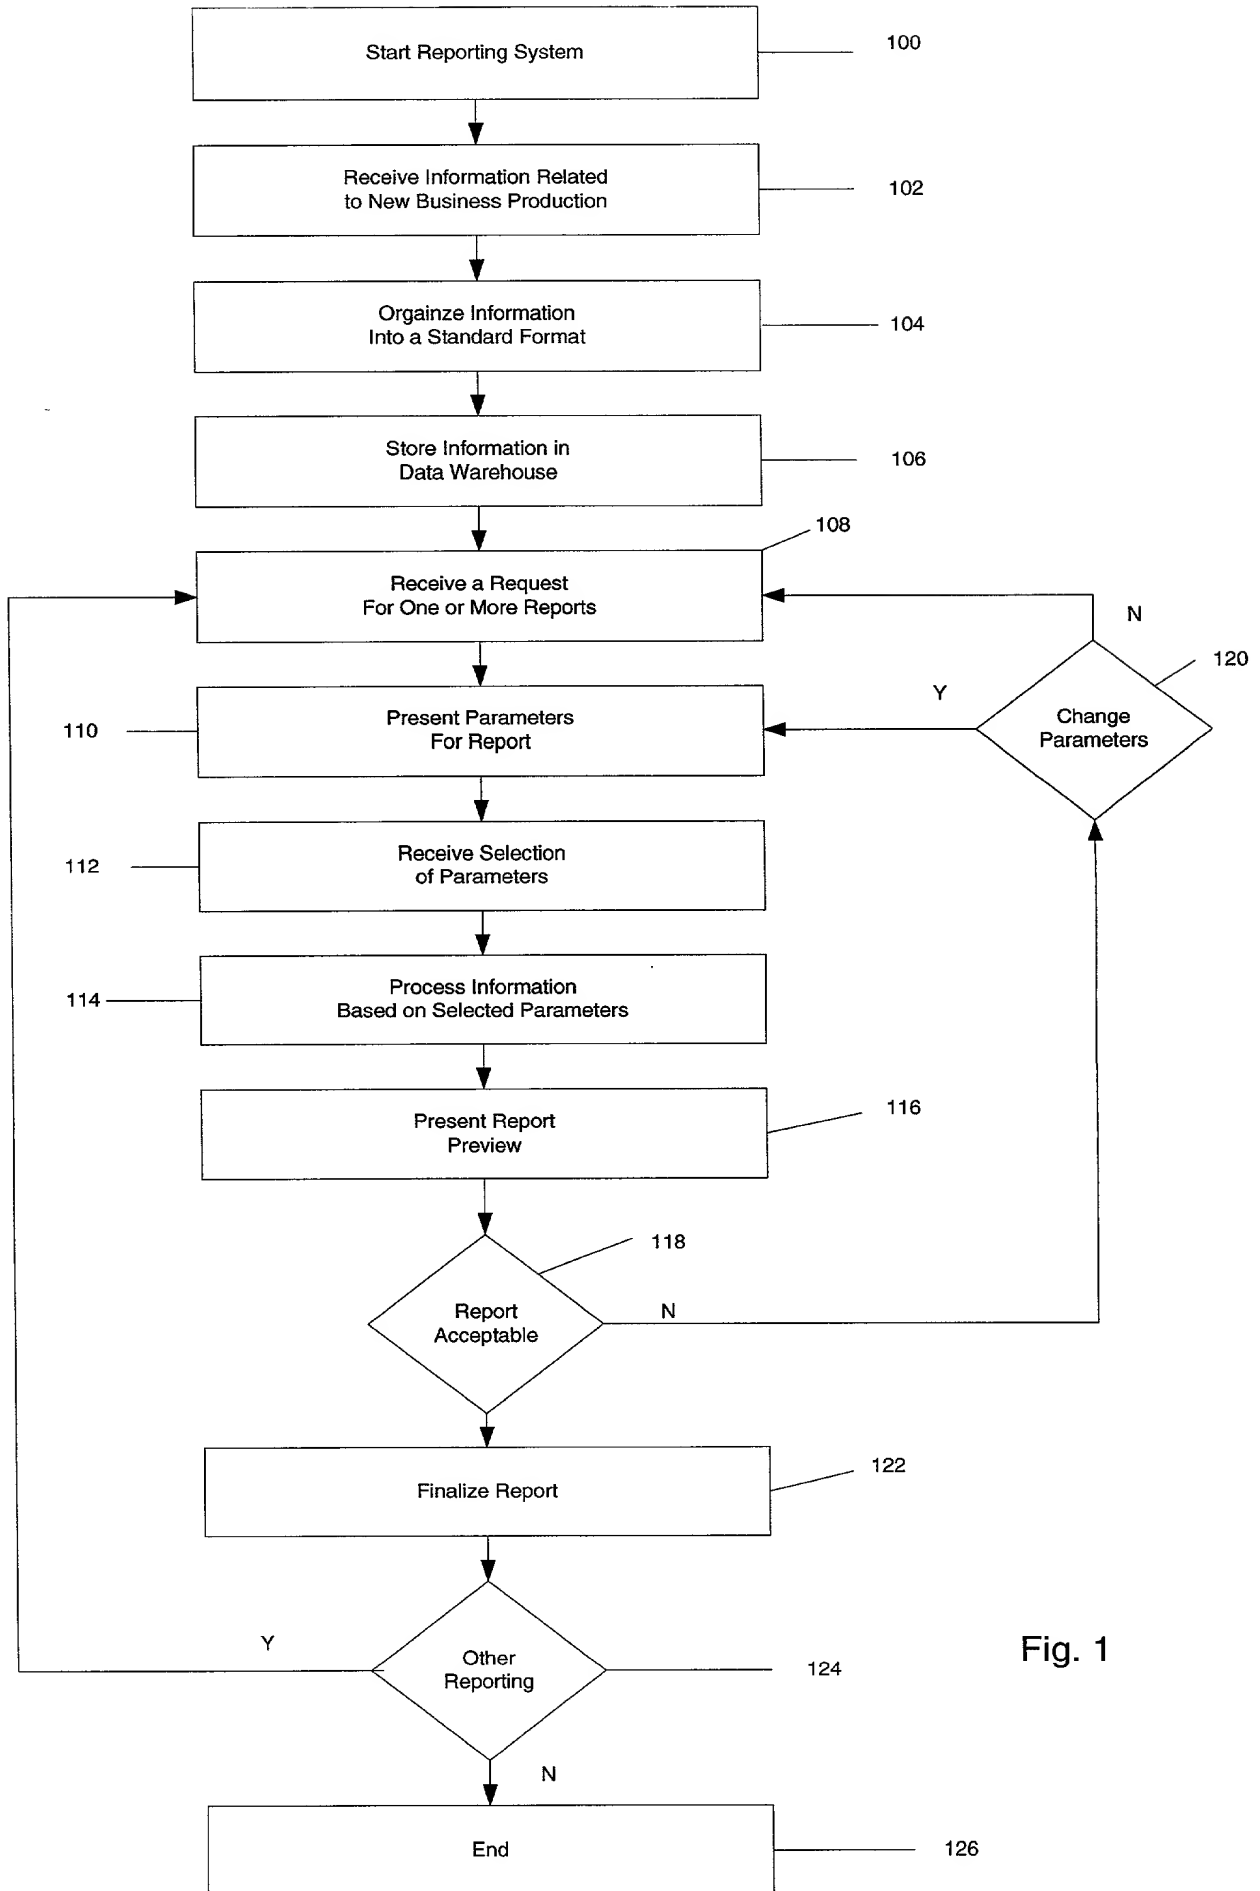 Start Reporting System
100
Receive Information Related
to New Business Production
102
Orgainze Information
Into a Standard Format
104
Store Information in
Data Warehouse
106
108
Receive a Request
For One or More Reports
N
120
Y
Change
Parameters
110
Present Parameters
For Report
112
Receive Selection
of Parameters
114
Process Information
Based on Selected Parameters
116
Present Report
Preview
118
Report
Acceptable
N
122
Finalize Report
Y
Other
Reporting
124
Fig. 1
N
End
126